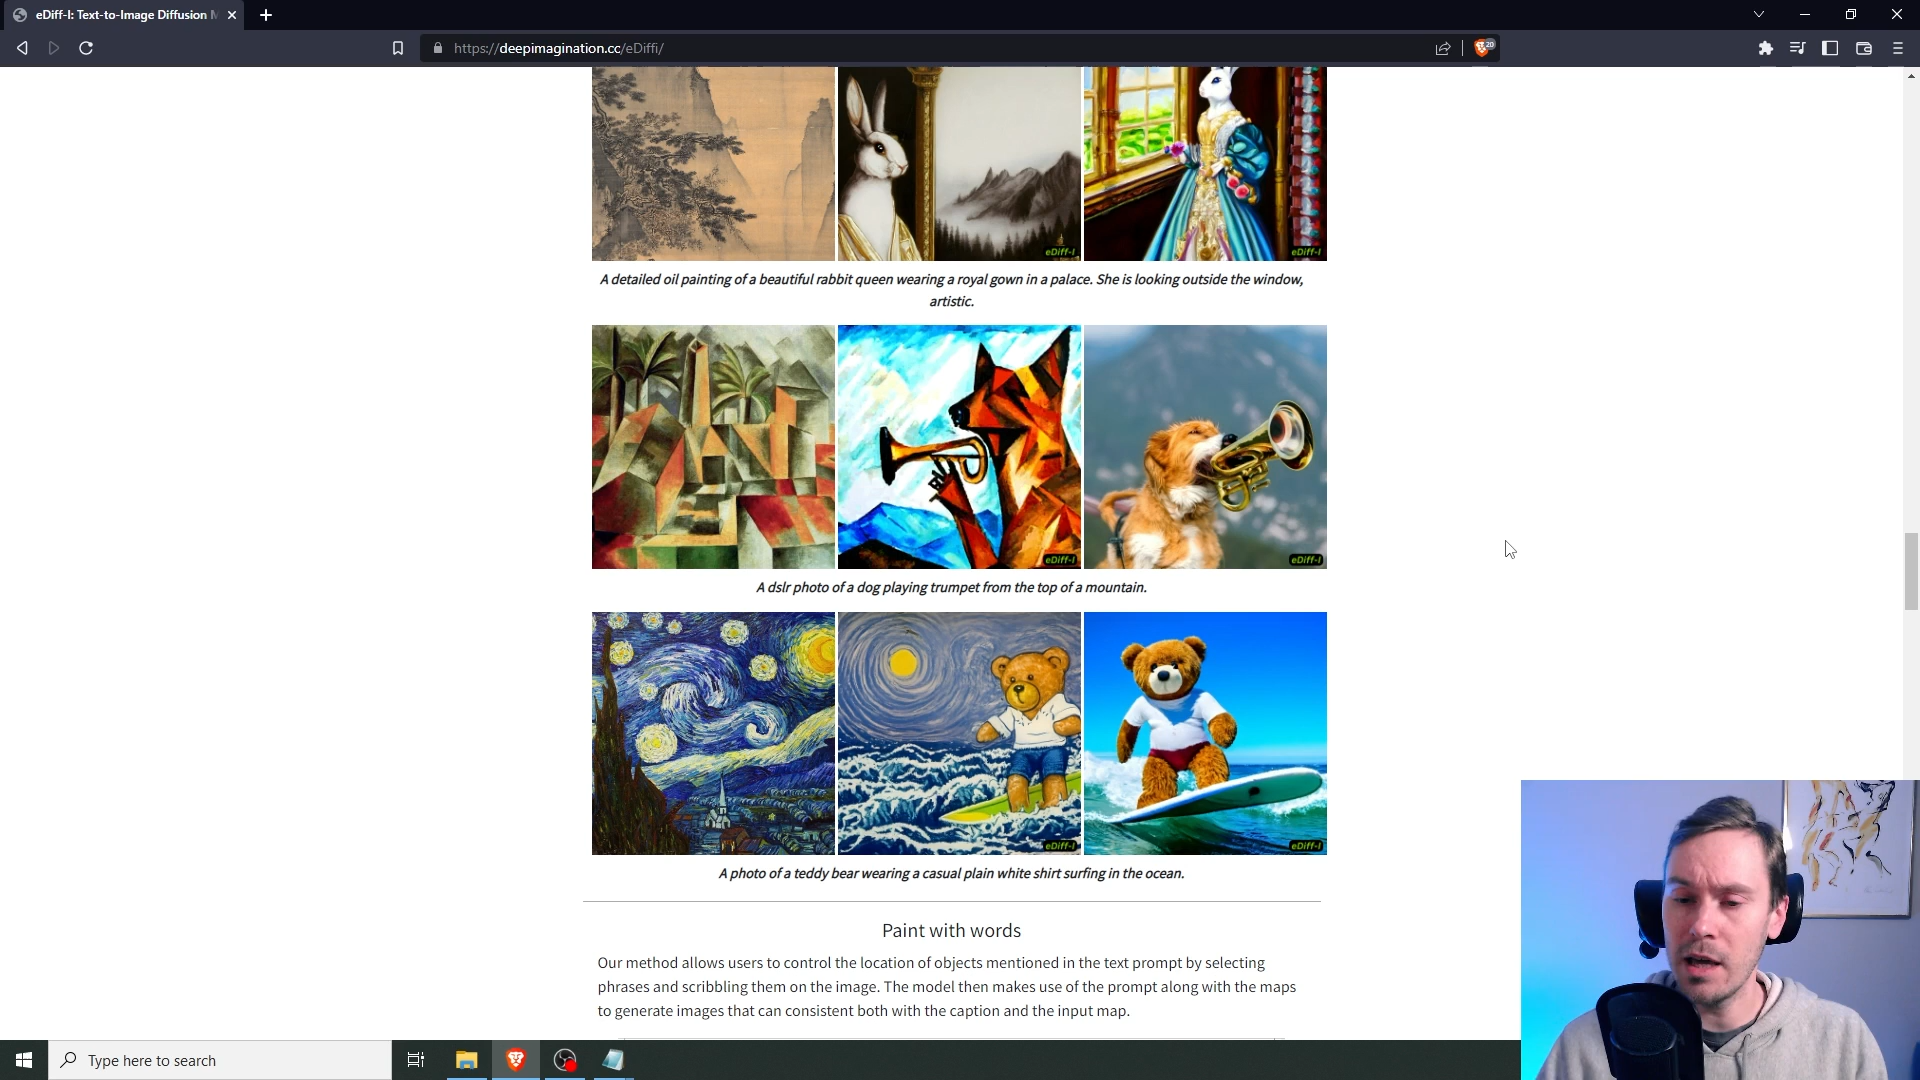 eDiff-I: Text-to-Image Diffusion M
https://deepimagination.cc/eDiffi/
20
eDiff-I
eDiff-I
A detailed oil painting of a beautiful rabbit queen wearing a royal gown in a palace. She is looking outside the window,
artistic.
eDiff-I
eDiff-I
A dslr photo of a dog playing trumpet from the top of a mountain.
eDiff-I
eDiff-I
A photo of a teddy bear wearing a casual plain white shirt surfing in the ocean.
Paint with words
Our method allows users to control the location of objects mentioned in the text prompt by selecting
phrases and scribbling them on the image. The model then makes use of the prompt along with the maps
to generate images that can consistent both with the caption and the input map.
Type here to search